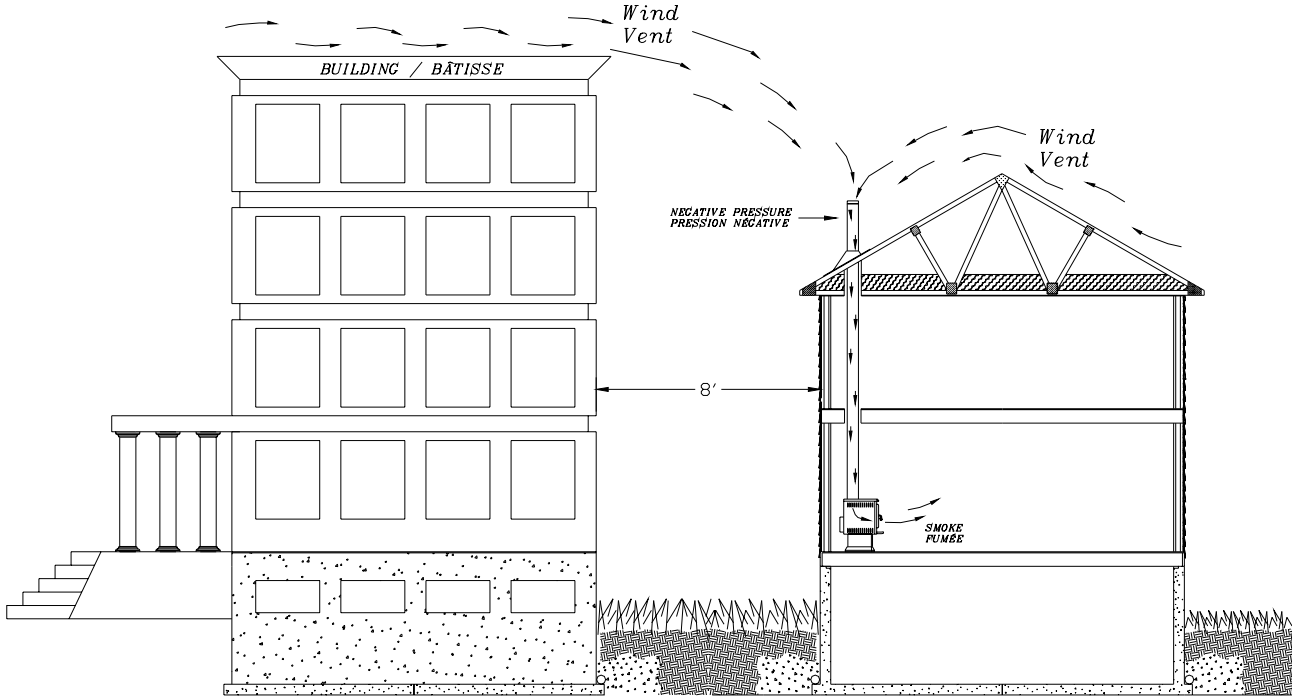 Wind
Vent
BUILDING / BÂTISSE
Wind
Vent
NEGATIVE PRESSURE
PRESSION NÉGATIVE
8'
SMOKE
FUMÉE